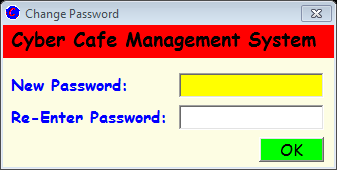 Change Password
Cyber Cafe Management System
New Password:
Re-Enter Password:
OK